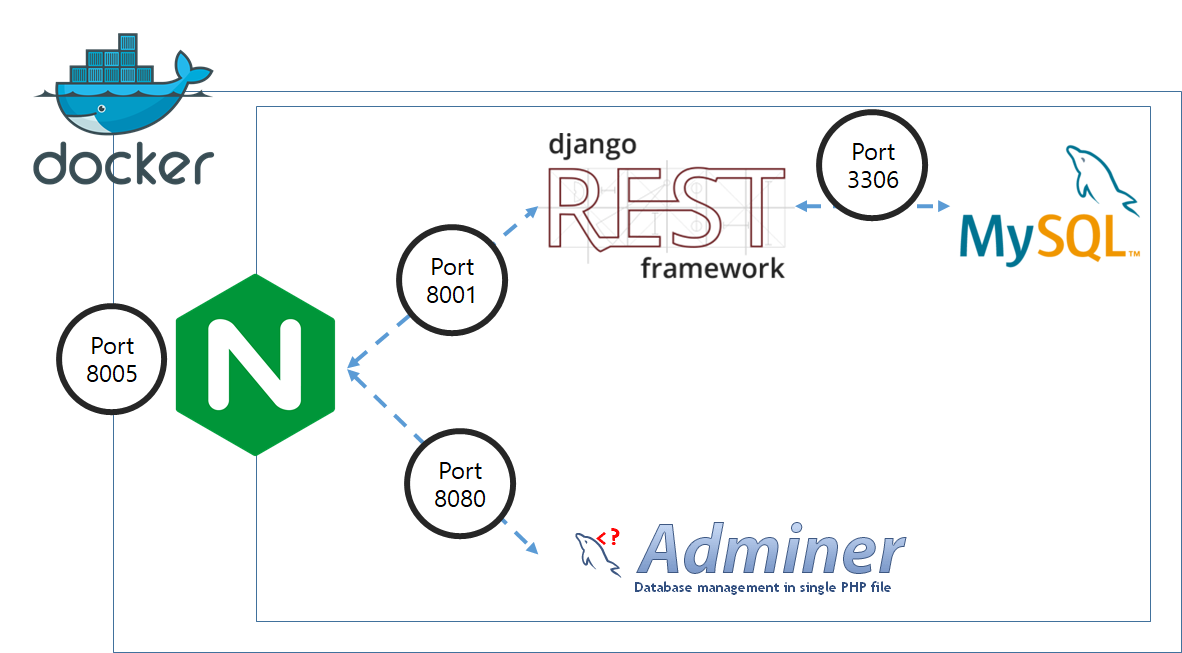 docker
django
REST
framework
Port
3306
MySQL™
Port
8001
Port
8005
N
Port
8080
<?
Adminer
Database management in single PHP file